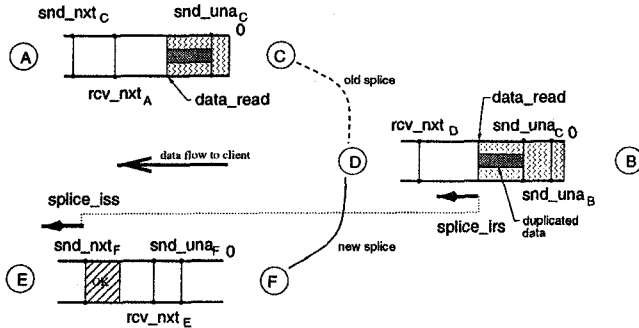 snd_nxt C snd_una C
0
A
C
rcv_nxt A
data_read
old splice
data_read
rcv_nxt D snd_una C 0
data flow to client
D
B
splice_iss
snd_una B
splice_irs
duplicated
data
snd_nxt F snd_una F 0
new splice
E
OK
F
rcv_nxt E